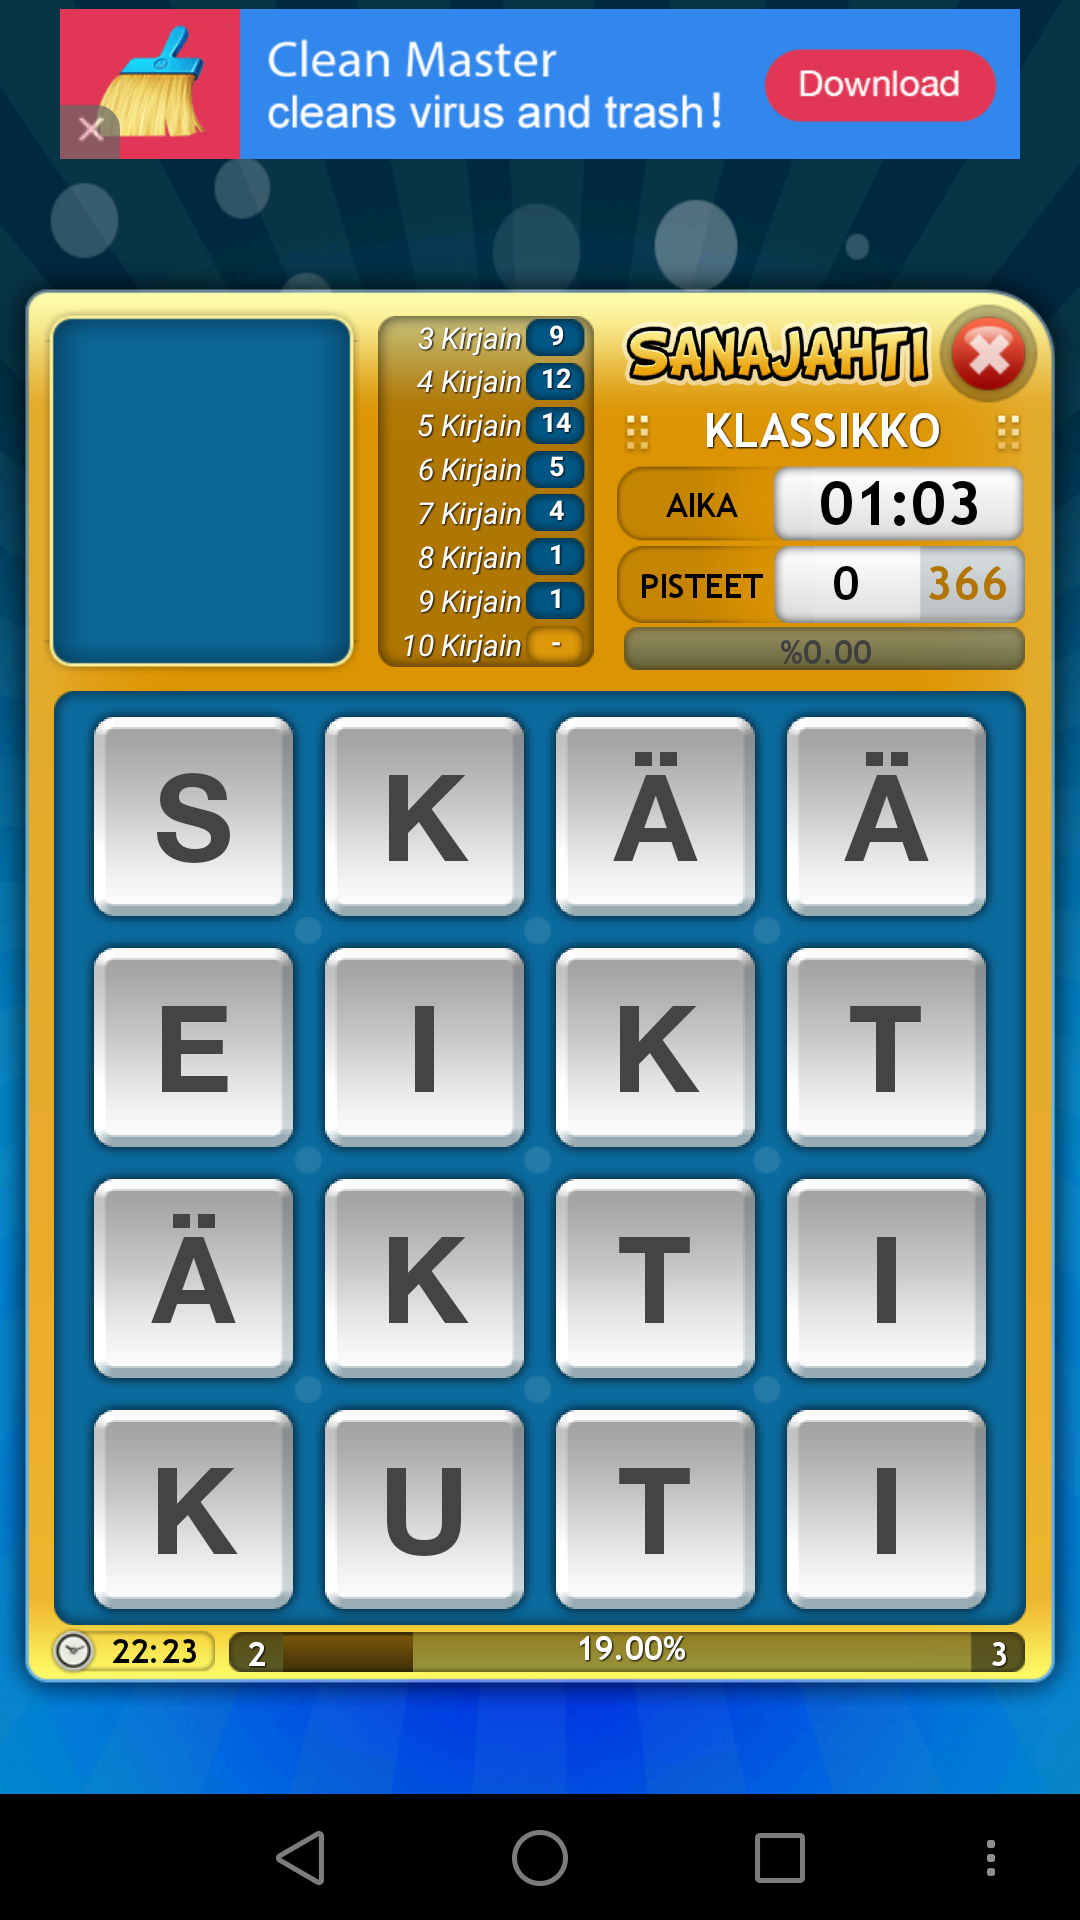 Clean Master
cleans virus and trash!
Download
3 Kirjain 9
4 Kirjain 12
5 Kirjain 14
6 Kirjain 5
7 Kirjain 4
8 Kirjain 1
9 Kirjain 1
10 Kirjain -
SANAJAHTI
KLASSIKKO
AIKA 01:03
PISTEET 0 366
%0.00
S K Ä Ä
E I K T
Ä K T I
K U T I
22:23 2 19.00% 3